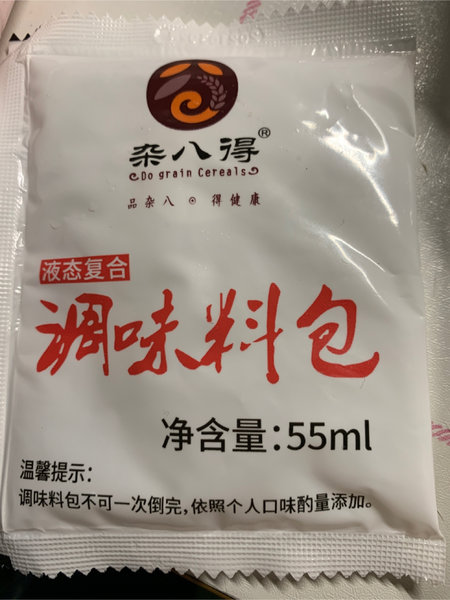 杂八得®
Do grain Cereals
品杂八⊙得健康
液态复合
调味料包
净含量:55ml
温馨提示:
调味料包不可一次倒完,依照个人口味酌量添加。